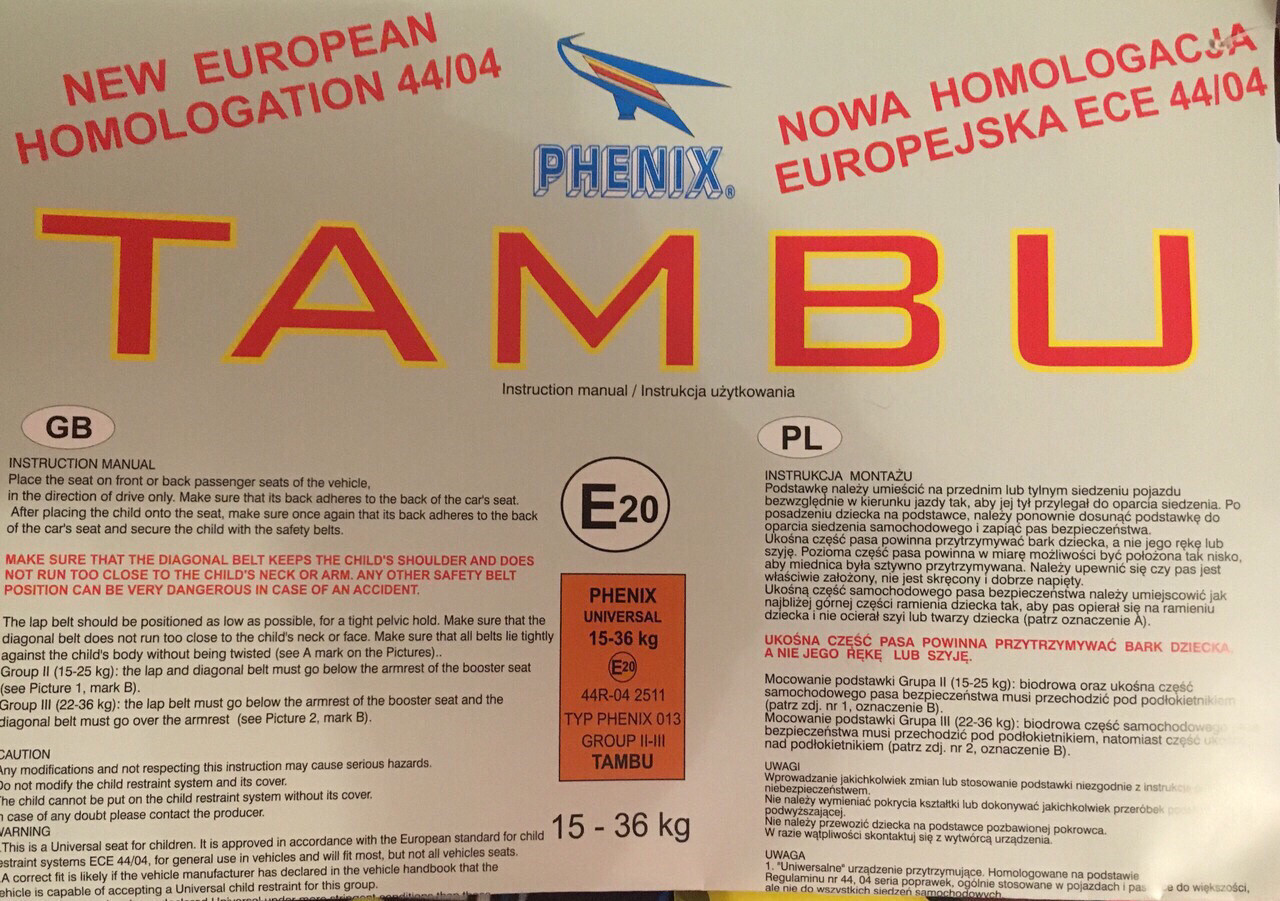 NEW EUROPEAN
HOMOLOGATION 44/04
PHENIX®
NOWA HOMOLOGACJA
EUROPEJSKA ECE 44/04
TAMBU
Instruction manual / Instrukcja użytkowania
GB
INSTRUCTION MANUAL
Place the seat on front or back passenger seats of the vehicle,
in the direction of drive only. Make sure that its back adheres to the back of the car's seat.
After placing the child onto the seat, make sure once again that its back adheres to the back
of the car's seat and secure the child with the safety belts.
MAKE SURE THAT THE DIAGONAL BELT KEEPS THE CHILD'S SHOULDER AND DOES
NOT RUN TOO CLOSE TO THE CHILD'S NECK OR ARM. ANY OTHER SAFETY BELT
POSITION CAN BE VERY DANGEROUS IN CASE OF AN ACCIDENT.
The lap belt should be positioned as low as possible, for a tight pelvic hold. Make sure that the
diagonal belt does not run too close to the child's neck or face. Make sure that all belts lie tightly
against the child's body without being twisted (see A mark on the Pictures)..
Group II (15-25 kg): the lap and diagonal belt must go below the armrest of the booster seat
(see Picture 1, mark B).
Group III (22-36 kg): the lap belt must go below the armrest of the booster seat and the
diagonal belt must go over the armrest (see Picture 2, mark B).
CAUTION
Any modifications and not respecting this instruction may cause serious hazards.
Do not modify the child restraint system and its cover.
The child cannot be put on the child restraint system without its cover.
n case of any doubt please contact the producer.
WARNING
.This is a Universal seat for children. It is approved in accordance with the European standard for child
estraint systems ECE 44/04, for general use in vehicles and will fit most, but not all vehicles seats.
.A correct fit is likely if the vehicle manufacturer has declared in the vehicle handbook that the
ehicle is capable of accepting a Universal child restraint for this group.
declared Universal under more stringent conditions than
E20
PHENIX
UNIVERSAL
15-36 kg
E20
44R-04 2511
TYP PHENIX 013
GROUP II-III
TAMBU
15 - 36 kg
PL
INSTRUKCJA MONTAŻU
Podstawkę należy umieścić na przednim lub tylnym siedzeniu pojazdu
bezwzględnie w kierunku jazdy tak, aby jej tył przylegał do oparcia siedzenia. Po
posadzeniu dziecka na podstawce, należy ponownie dosunąć podstawkę do
oparcia siedzenia samochodowego i zapiąć pas bezpieczeństwa.
Ukośna część pasa powinna przytrzymywać bark dziecka, a nie jego rękę lub
szyję. Pozioma część pasa powinna w miarę możliwości być położona tak nisko,
aby miednica była sztywno przytrzymywana. Należy upewnić się czy pas jest
właściwie założony, nie jest skręcony i dobrze napięty.
Ukośną część samochodowego pasa bezpieczeństwa należy umiejscowić jak
najbliżej górnej części ramienia dziecka tak, aby pas opierał się na ramieniu
dziecka i nie ocierał szyi lub twarzy dziecka (patrz oznaczenie A).
UKOŚNA CZĘŚĆ PASA POWINNA PRZYTRZYMYWAĆ BARK DZIECKA,
A NIE JEGO RĘKĘ LUB SZYJĘ.
Mocowanie podstawki Grupa II (15-25 kg): biodrowa oraz ukośna część
samochodowego pasa bezpieczeństwa musi przechodzić pod podłokietnikiem
(patrz zdj. nr 1, oznaczenie B).
Mocowanie podstawki Grupa III (22-36 kg): biodrowa część samochodowego
bezpieczeństwa musi przechodzić pod podłokietnikiem, natomiast część
nad podłokietnikiem (patrz zdj. nr 2, oznaczenie B).
UWAGI
Wprowadzanie jakichkolwiek zmian lub stosowanie podstawki niezgodnie z
niebezpieczeństwem.
Nie należy wymieniać pokrycia kształtki lub dokonywać jakichkolwiek przeróbek
podwyższającej.
Nie należy przewozić dziecka na podstawce pozbawionej pokrowca.
W razie wątpliwości skontaktuj się z wytwórcą urządzenia.
UWAGA
1. "Uniwersalne" urządzenie przytrzymujące. Homologowane na podstawie
Regulaminu nr 44, 04 seria poprawek, ogólnie stosowane w pojazdach i do większości,
ale nie do wszystkich siedzeń samochodowych.